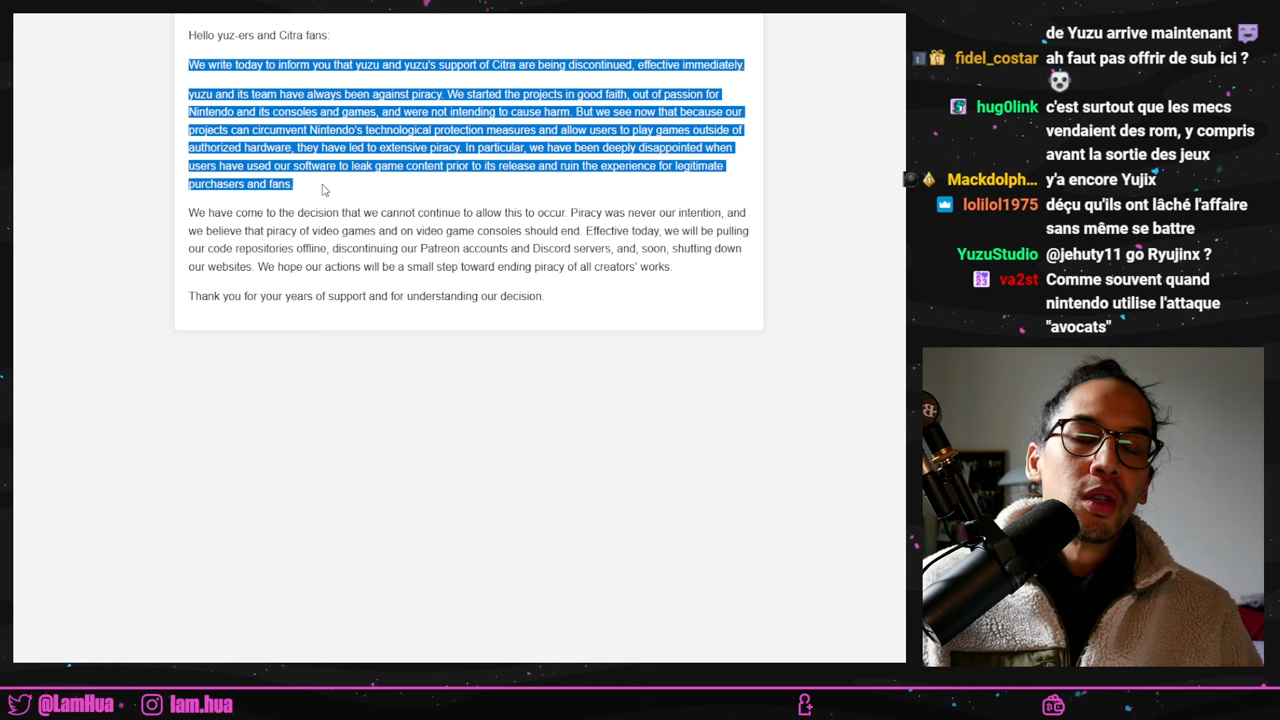 Hello yuz-ers and Citra fans:
We write today to inform you that yuzu and yuzu's support of Citra are being discontinued, effective immediately.
yuzu and its team have always been against piracy. We started the projects in good faith, out of passion for
Nintendo and its consoles and games, and were not intending to cause harm. But we see now that because our
projects can circumvent Nintendo's technological protection measures and allow users to play games outside of
authorized hardware, they have led to extensive piracy. In particular, we have been deeply disappointed when
users have used our software to leak game content prior to its release and ruin the experience for legitimate
purchasers and fans.
We have come to the decision that we cannot continue to allow this to occur. Piracy was never our intention, and
we believe that piracy of video games and on video game consoles should end. Effective today, we will be pulling
our code repositories offline, discontinuing our Patreon accounts and Discord servers, and, soon, shutting down
our websites. We hope our actions will be a small step toward ending piracy of all creators' works.
Thank you for your years of support and for understanding our decision.
de Yuzu arrive maintenant
fidel_costar ah faut pas offrir de sub ici ?
hug0link c'est surtout que les mecs
vendaient des rom, y compris
avant la sortie des jeux
Mackdolph... y'a encore Yujix
lolilol1975 déçu qu'ils ont lâché l'affaire
sans même se battre
YuzuStudio @jehuty11 go Ryujinx ?
va2st Comme souvent quand
nintendo utilise l'attaque
"avocats"
@LamHua lam.hua